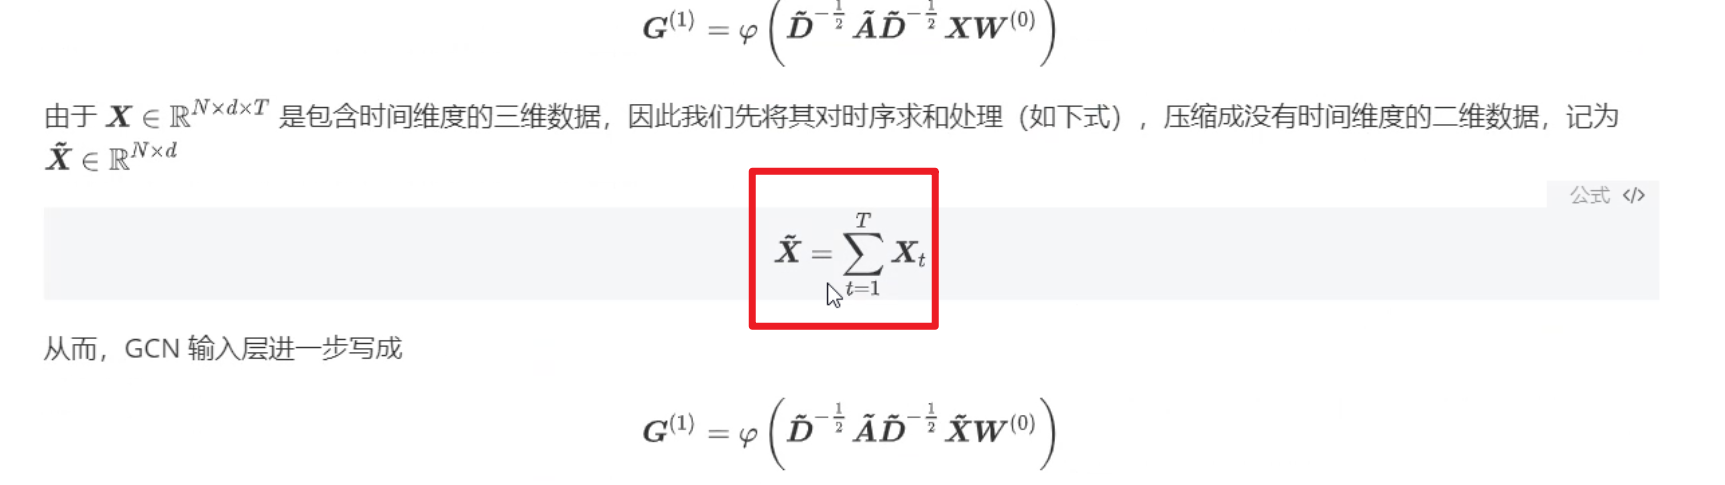 $G^{(1)} = \varphi\left(\tilde{D}^{-\frac{1}{2}} \tilde{A} \tilde{D}^{-\frac{1}{2}} X W^{(0)}\right)$
由于 $X \in \mathbb{R}^{N \times d \times T}$ 是包含时间维度的三维数据，因此我们先将其对时序求和处理（如下式），压缩成没有时间维度的二维数据，记为
$\tilde{X} \in \mathbb{R}^{N \times d}$
公式 </>
$\tilde{X} = \sum_{t=1}^{T} X_t$
从而，GCN 输入层进一步写成
$G^{(1)} = \varphi\left(\tilde{D}^{-\frac{1}{2}} \tilde{A} \tilde{D}^{-\frac{1}{2}} \tilde{X} W^{(0)}\right)$